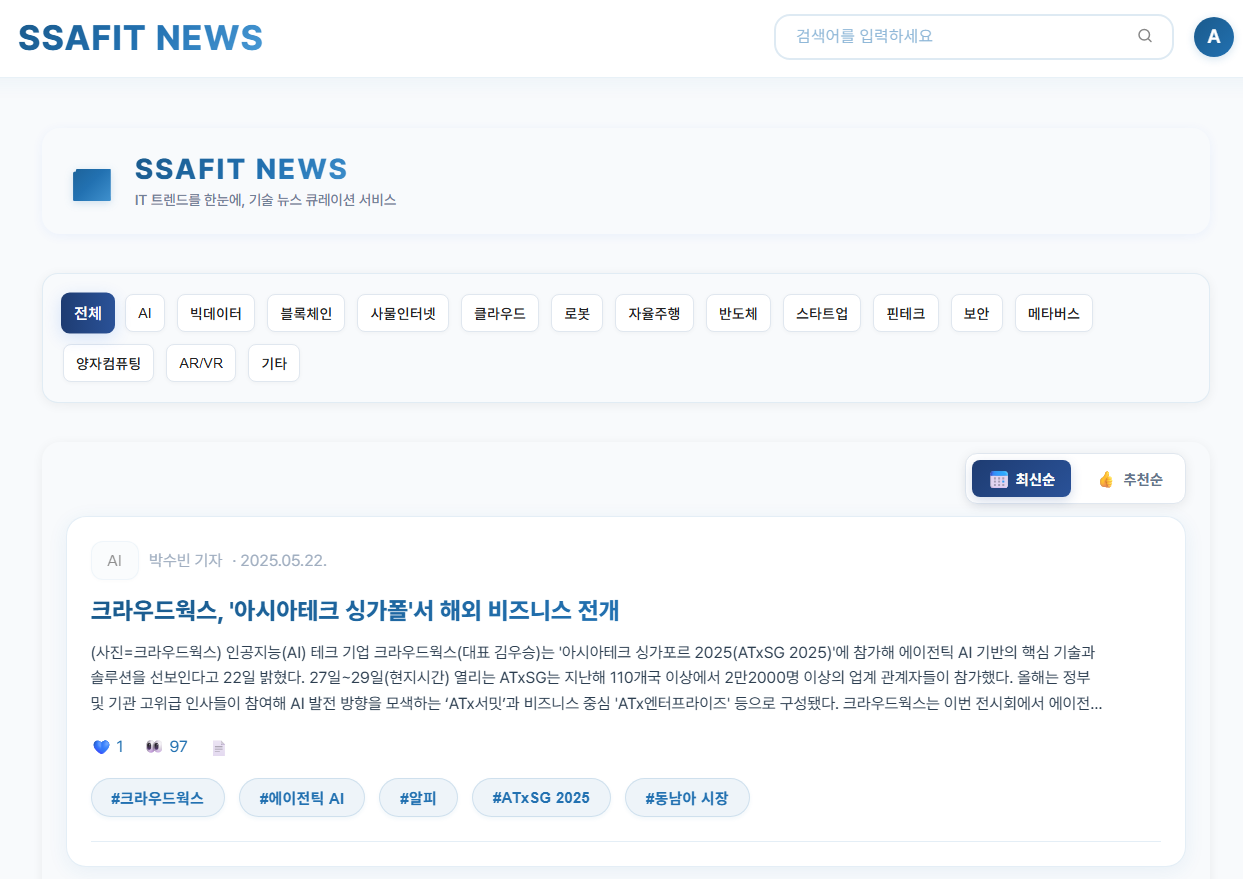 SSAFIT NEWS
검색어를 입력하세요
A
SSAFIT NEWS
IT 트렌드를 한눈에, 기술 뉴스 큐레이션 서비스
전체 AI 빅데이터 블록체인 사물인터넷 클라우드 로봇 자율주행 반도체 스타트업 핀테크 보안 메타버스
양자컴퓨팅 AR/VR 기타
최신순 추천순
AI 박수빈 기자 · 2025.05.22.
크라우드웍스, '아시아테크 싱가폴'서 해외 비즈니스 전개
(사진=크라우드웍스) 인공지능(AI) 테크 기업 크라우드웍스(대표 김우승)는 '아시아테크 싱가포르 2025(ATxSG 2025)'에 참가해 에이전틱 AI 기반의 핵심 기술과
솔루션을 선보인다고 22일 밝혔다. 27일~29일(현지시간) 열리는 ATxSG는 지난해 110개국 이상에서 2만2000명 이상의 업계 관계자들이 참가했다. 올해는 정부
및 기관 고위급 인사들이 참여해 AI 발전 방향을 모색하는 ‘ATx서밋’과 비즈니스 중심 'ATx엔터프라이즈' 등으로 구성됐다. 크라우드웍스는 이번 전시회에서 에이전...
1 97
#크라우드웍스 #에이전틱 AI #알피 #ATxSG 2025 #동남아 시장